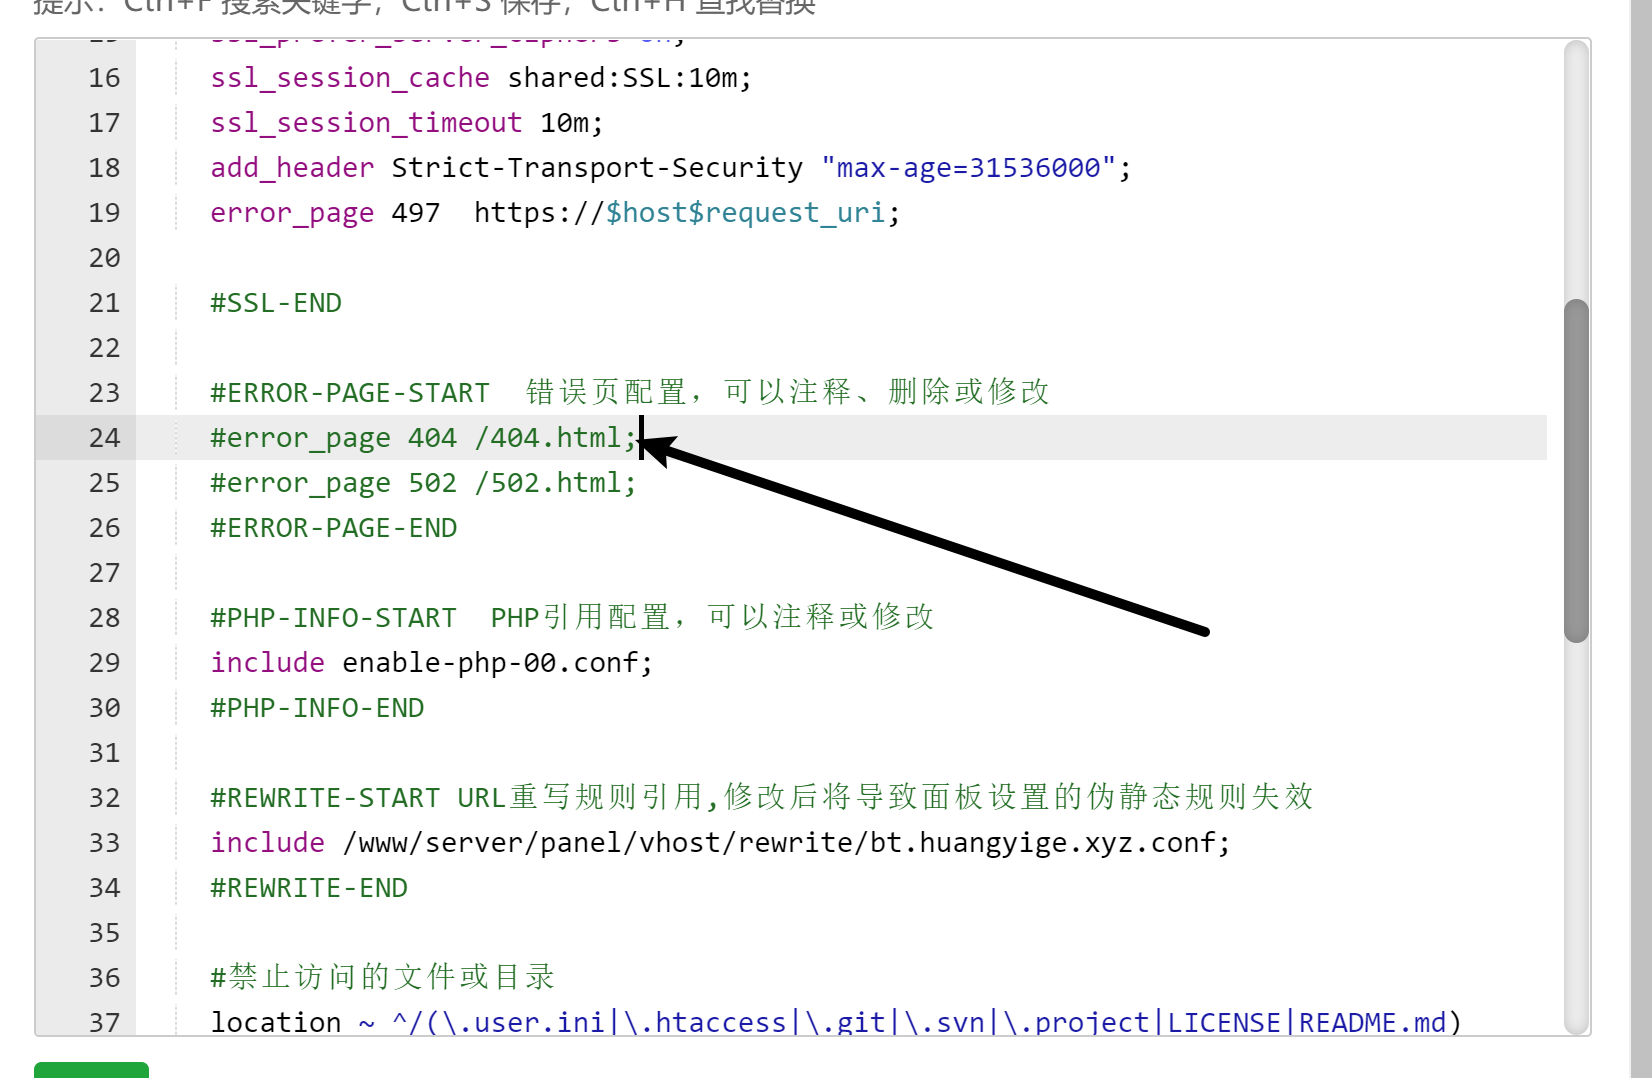 提示：Ctrl+F 搜索关键字，Ctrl+S 保存，Ctrl+H 查找替换
15 ssl_prefer_server_ciphers on;
16 ssl_session_cache shared:SSL:10m;
17 ssl_session_timeout 10m;
18 add_header Strict-Transport-Security "max-age=31536000";
19 error_page 497  https://$host$request_uri;
20
21 #SSL-END
22
23 #ERROR-PAGE-START  错误页配置，可以注释、删除或修改
24 #error_page 404 /404.html;
25 #error_page 502 /502.html;
26 #ERROR-PAGE-END
27
28 #PHP-INFO-START  PHP引用配置，可以注释或修改
29 include enable-php-00.conf;
30 #PHP-INFO-END
31
32 #REWRITE-START URL重写规则引用,修改后将导致面板设置的伪静态规则失效
33 include /www/server/panel/vhost/rewrite/bt.huangyige.xyz.conf;
34 #REWRITE-END
35
36 #禁止访问的文件或目录
37 location ~ ^/(\.user.ini|\.htaccess|\.git|\.svn|\.project|LICENSE|README.md)